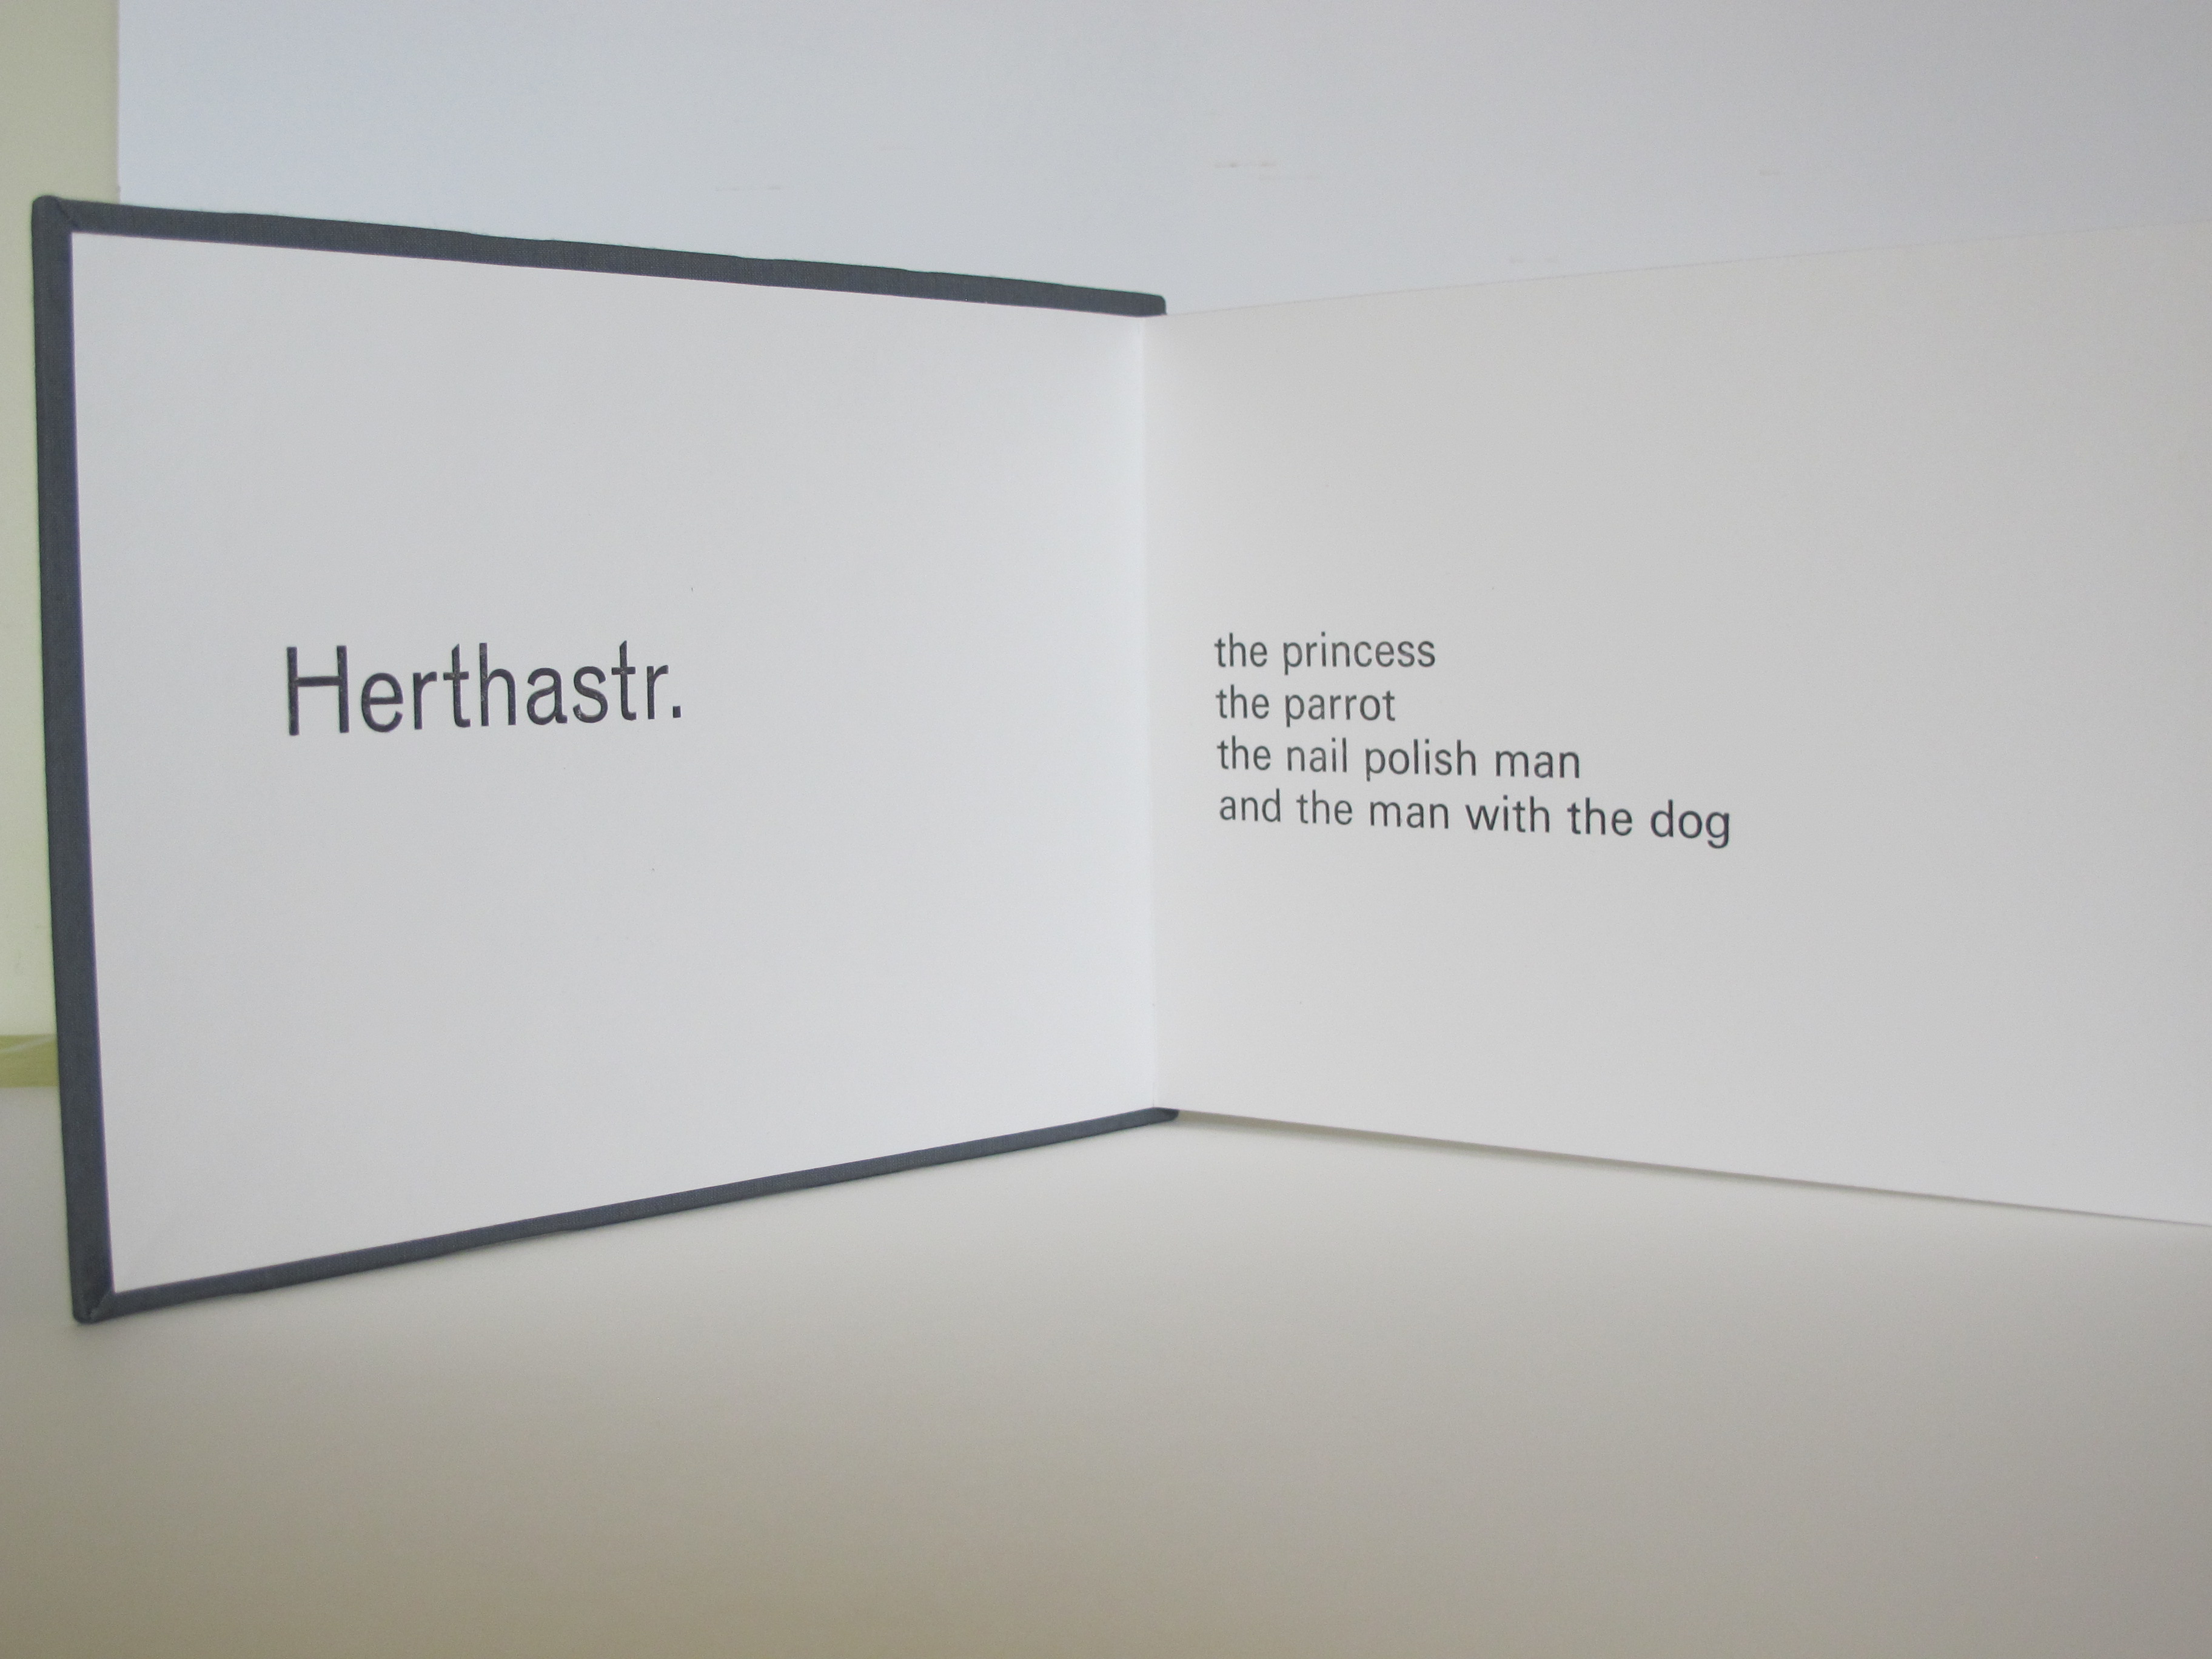 Herthastr.
the princess
the parrot
the nail polish man
and the man with the dog